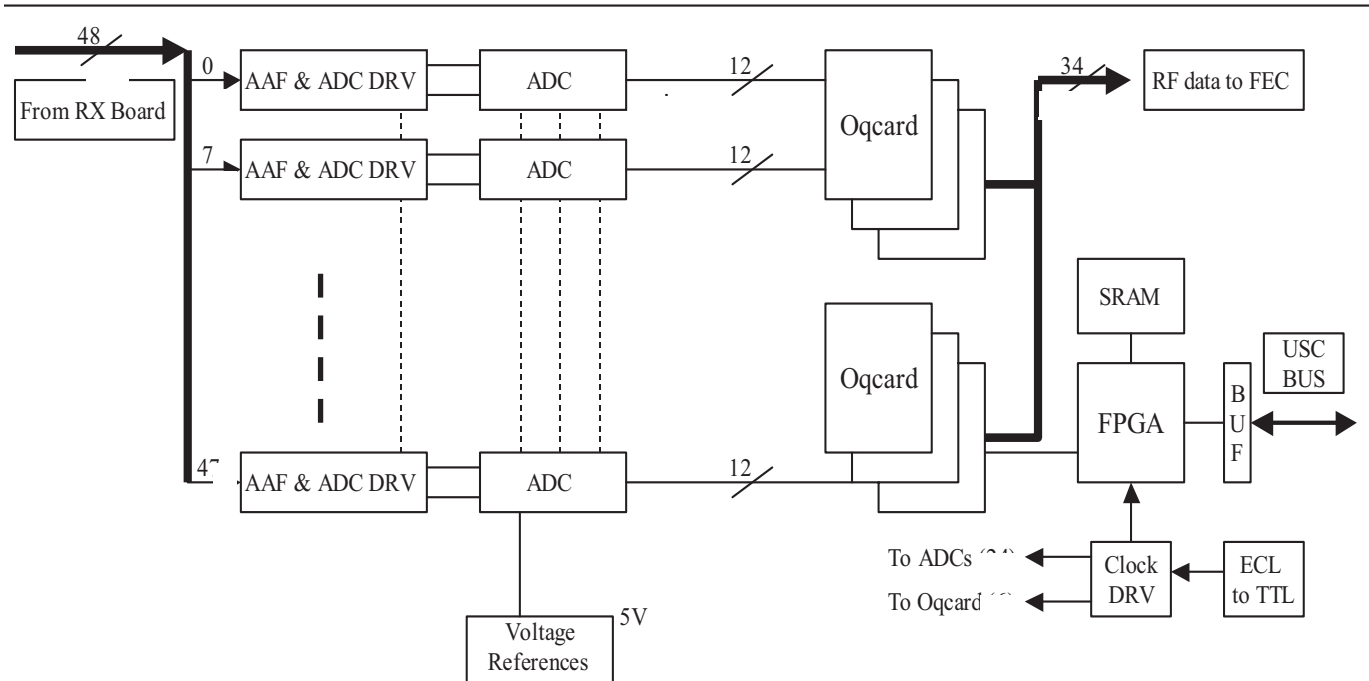 48
From RX Board
0
AAF & ADC DRV
ADC
12
Oqcard
34
RF data to FEC
7
AAF & ADC DRV
ADC
12
SRAM
Oqcard
USC
BUS
FPGA
B
U
F
47
AAF & ADC DRV
ADC
12
To ADCs
Clock
DRV
ECL
to TTL
To Oqcard
5V
Voltage
References